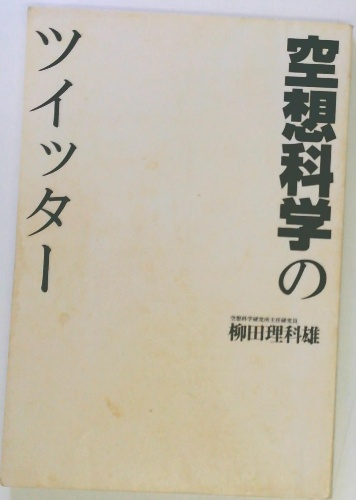 空想科学の
ツイッター
空想科学研究所主任研究員
柳田理科雄